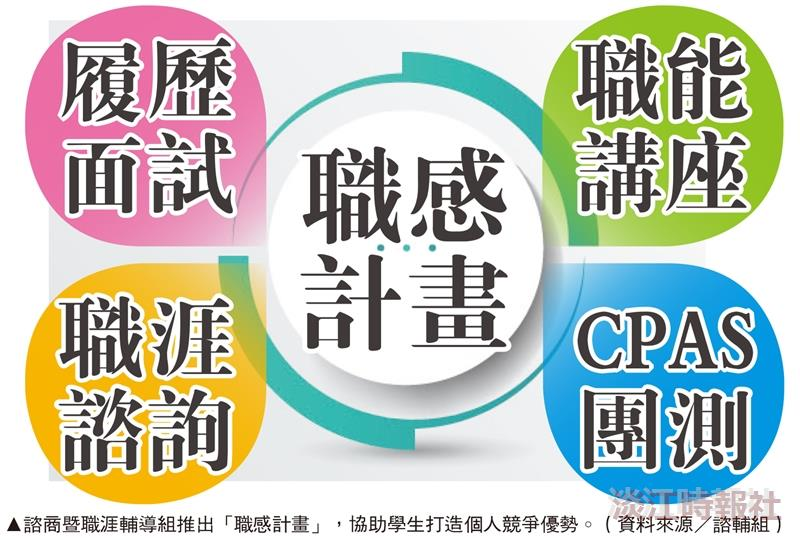 履歷
面試
職能
講座
職感
計畫
職涯
諮詢
CPAS
團測
淡江時報社
▲諮商暨職涯輔導組推出「職感計畫」，協助學生打造個人競爭優勢。（資料來源／諮輔組）